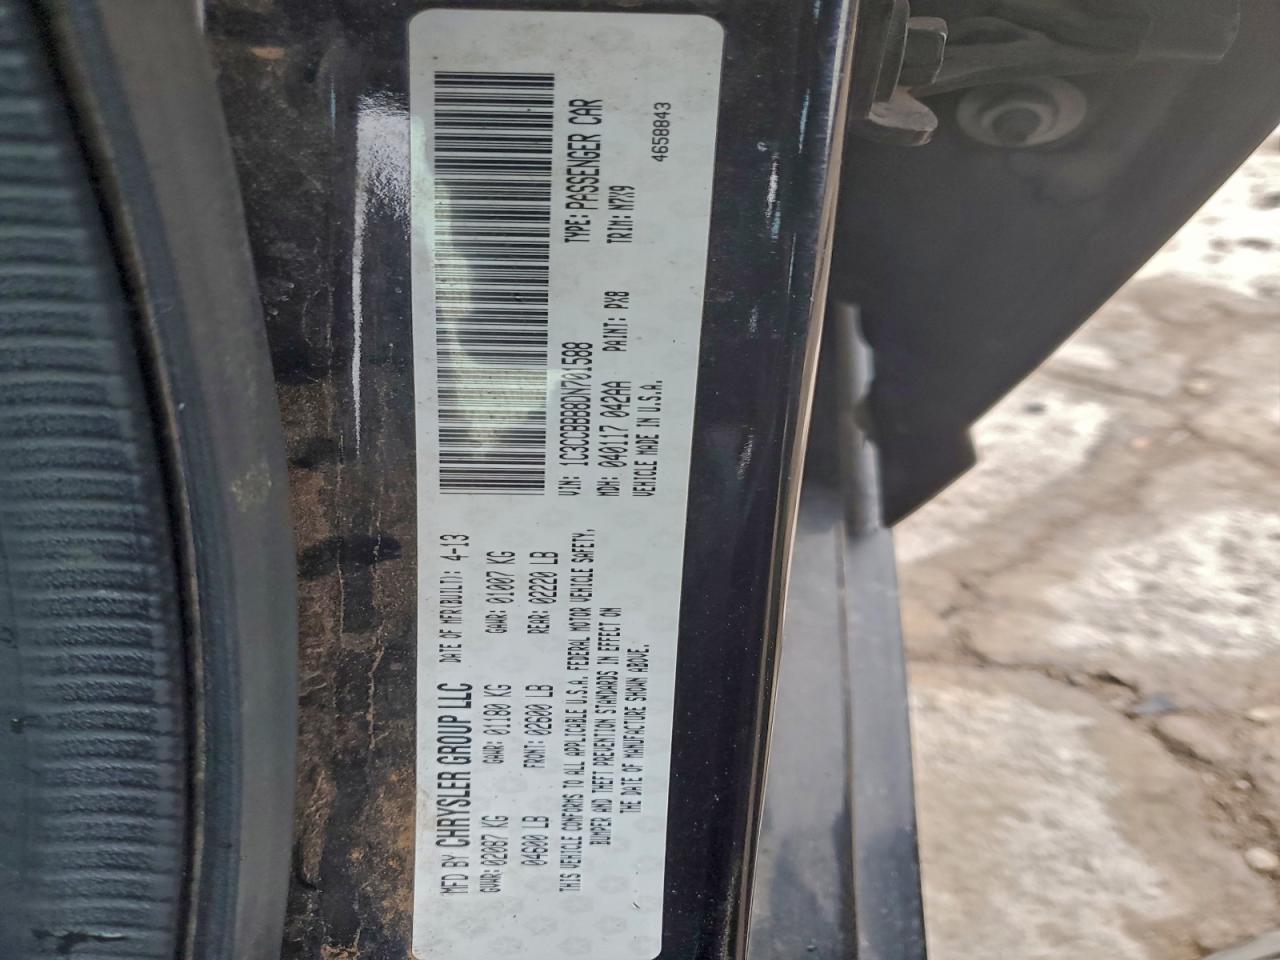 MFD BY CHRYSLER GROUP LLC DATE OF MFR(BUILT): 4-13
GVWR: 02087 KG GAWR: 01180 KG GAWR: 01007 KG
04600 LB FRONT: 02600 LB REAR: 02220 LB
THIS VEHICLE CONFORMS TO ALL APPLICABLE U.S.A. FEDERAL MOTOR VEHICLE SAFETY,
BUMPER AND THEFT PREVENTION STANDARDS IN EFFECT ON
THE DATE OF MANUFACTURE SHOWN ABOVE.
VIN: 1C3CCBBB8DN701588 TYPE: PASSENGER CAR
MDH: 040117 042AA PAINT: PX8 TRIM: M7X9
VEHICLE MADE IN U.S.A.
4658843